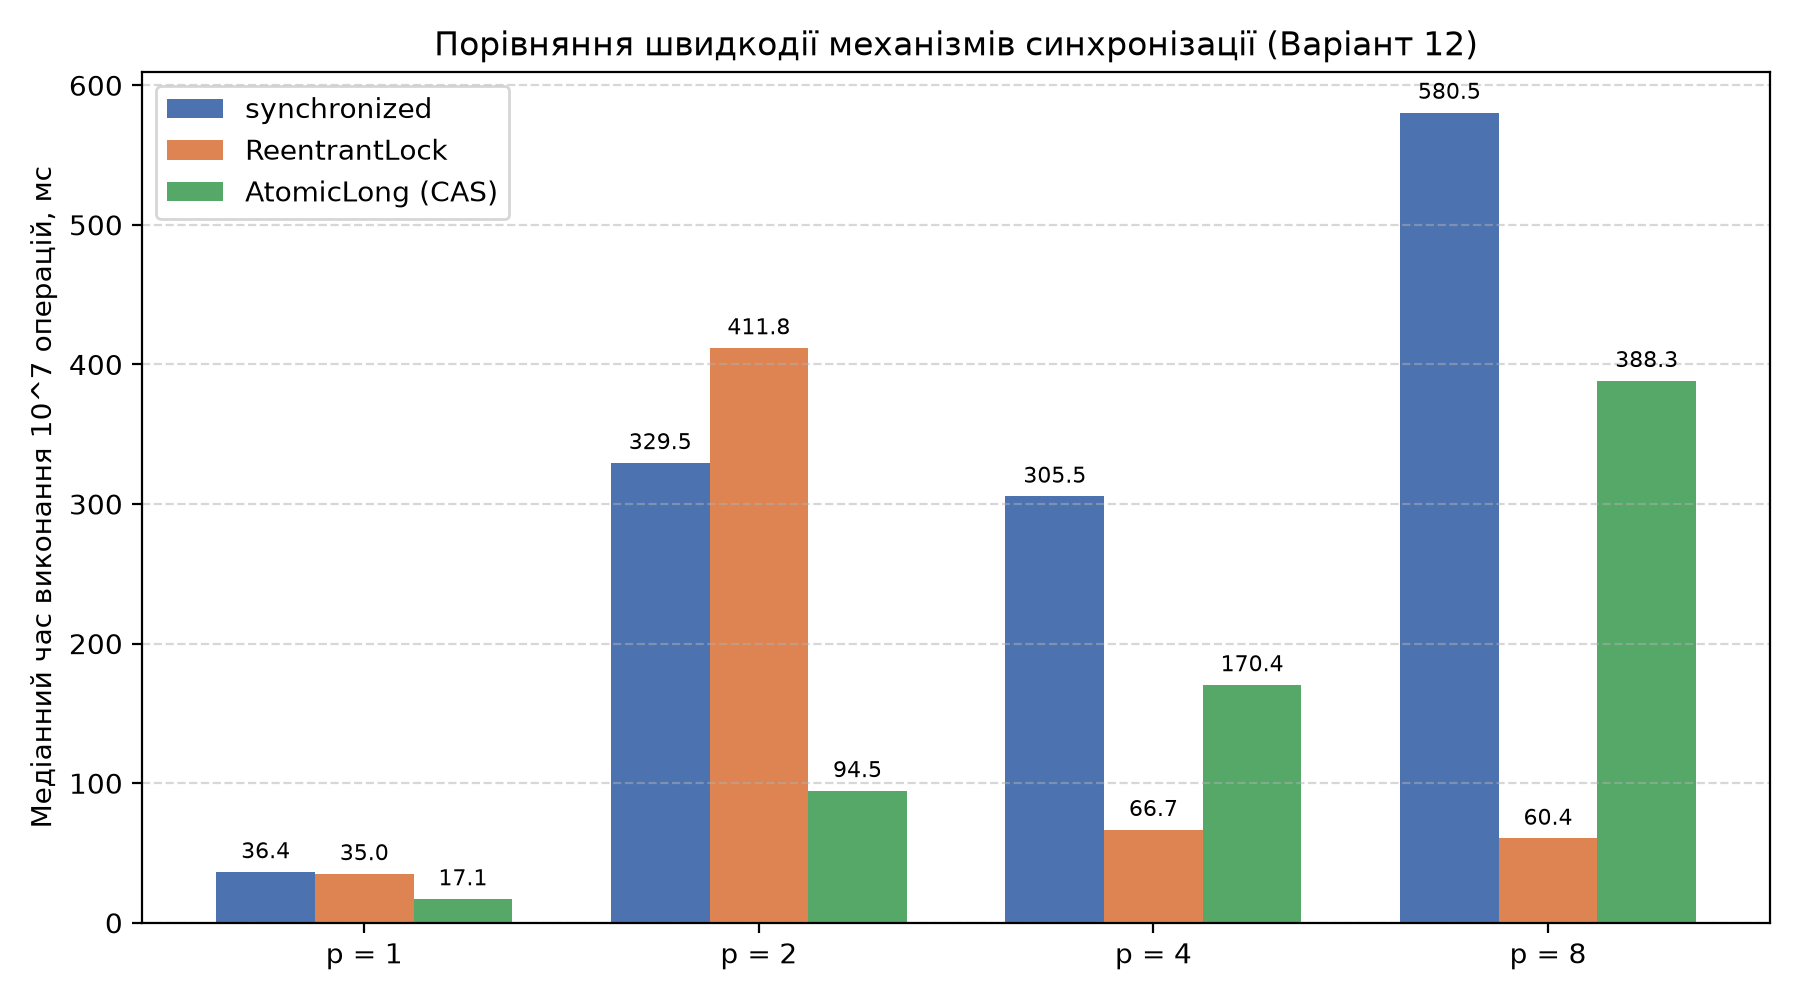 Порівняння швидкодії механізмів синхронізації (Варіант 12)
Медіанний час виконання 10^7 операцій, мс
600
500
400
300
200
100
0
synchronized
ReentrantLock
AtomicLong (CAS)
36.4
35.0
17.1
329.5
411.8
94.5
305.5
66.7
170.4
580.5
60.4
388.3
p = 1
p = 2
p = 4
p = 8